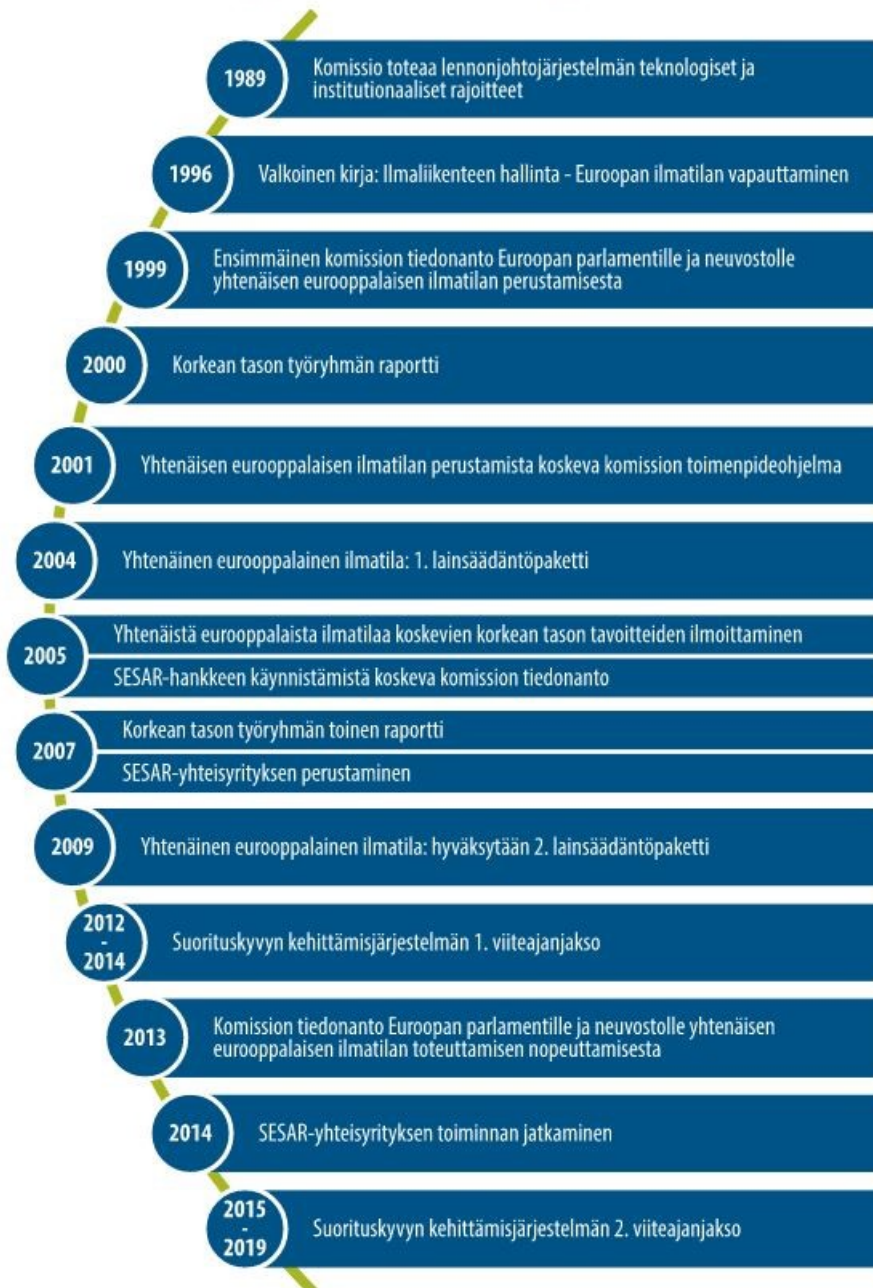 1989
Komissio toteaa lennonjohtojärjestelmän teknologiset ja
institutionaaliset rajoitteet
1996
Valkoinen kirja: Ilmaliikenteen hallinta - Euroopan ilmatilan vapauttaminen
1999
Ensimmäinen komission tiedonanto Euroopan parlamentille ja neuvostolle
yhtenäisen eurooppalaisen ilmatilan perustamisesta
2000
Korkean tason työryhmän raportti
2001
Yhtenäisen eurooppalaisen ilmatilan perustamista koskeva komission toimenpideohjelma
2004
Yhtenäinen eurooppalainen ilmatila: 1. lainsäädäntöpaketti
2005
Yhtenäistä eurooppalaista ilmatilaa koskevien korkean tason tavoitteiden ilmoittaminen
SESAR-hankkeen käynnistämistä koskeva komission tiedonanto
2007
Korkean tason työryhmän toinen raportti
SESAR-yhteisyrityksen perustaminen
2009
Yhtenäinen eurooppalainen ilmatila: hyväksytään 2. lainsäädäntöpaketti
2012
-
2014
Suorituskyvyn kehittämisjärjestelmän 1. viiteajanjakso
2013
Komission tiedonanto Euroopan parlamentille ja neuvostolle yhtenäisen
eurooppalaisen ilmatilan toteuttamisen nopeuttamisesta
2014
SESAR-yhteisyrityksen toiminnan jatkaminen
2015
-
2019
Suorituskyvyn kehittämisjärjestelmän 2. viiteajanjakso